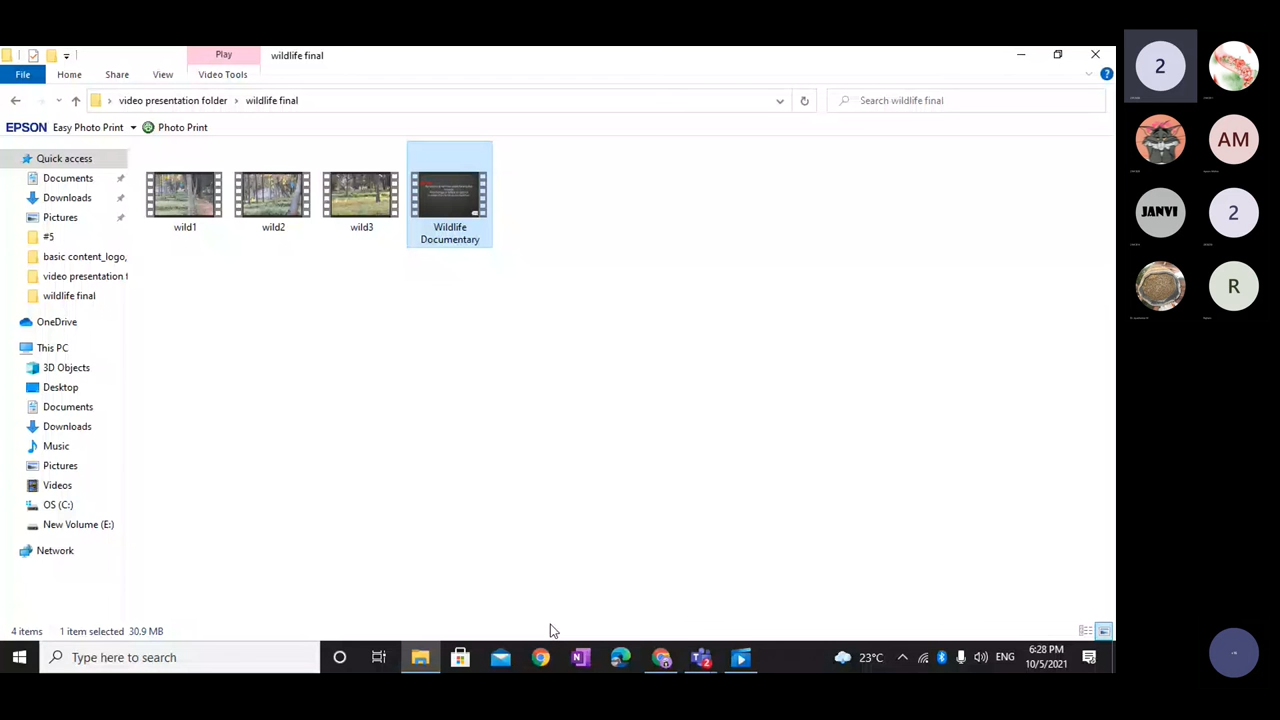 Play
wildlife final
File
Home
Share
View
Video Tools
video presentation folder
wildlife final
Search wildlife final
EPSON Easy Photo Print
Photo Print
Quick access
Documents
Downloads
Pictures
#5
basic content_logo,
video presentation f
wildlife final
OneDrive
This PC
3D Objects
Desktop
Documents
Downloads
Music
Pictures
Videos
OS (C:)
New Volume (E:)
Network
wild1
wild2
wild3
Wildlife
Documentary
4 items
1 item selected 30.9 MB
Type here to search
23°C
ENG
6:28 PM
10/5/2021
2
AM
JANVI
2
R